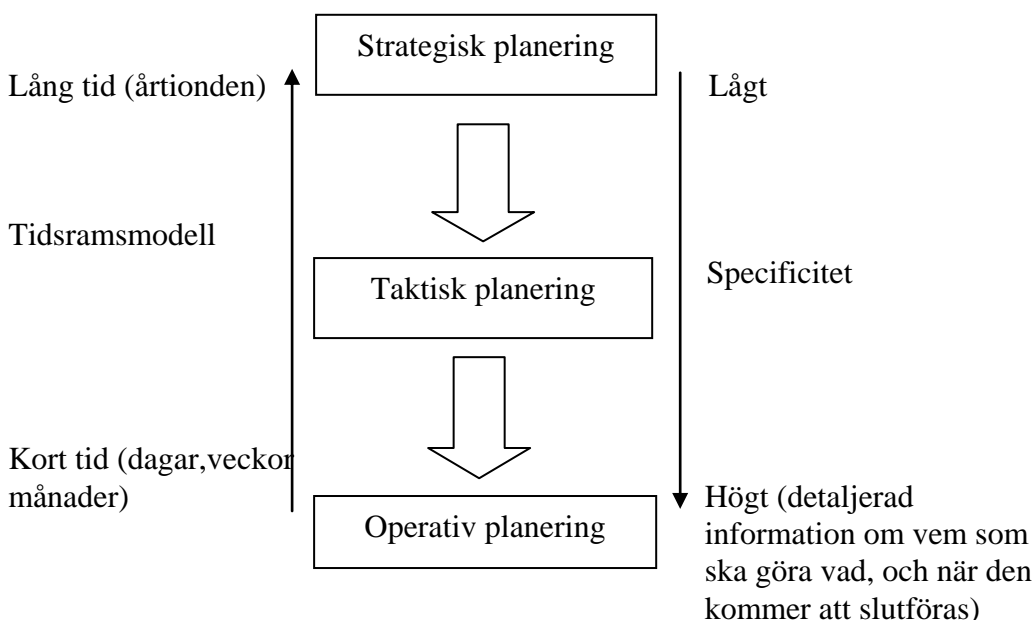 Strategisk planering
Lång tid (årtionden)
Lågt
Tidsramsmodell
Taktisk planering
Specificitet
Kort tid (dagar,veckor
månader)
Operativ planering
Högt (detaljerad
information om vem som
ska göra vad, och när den
kommer att slutföras)